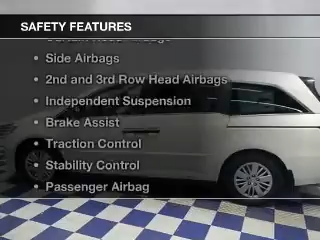 SAFETY FEATURES
• Side Airbags
• 2nd and 3rd Row Head Airbags
• Independent Suspension
• Brake Assist
• Traction Control
• Stability Control
• Passenger Airbag